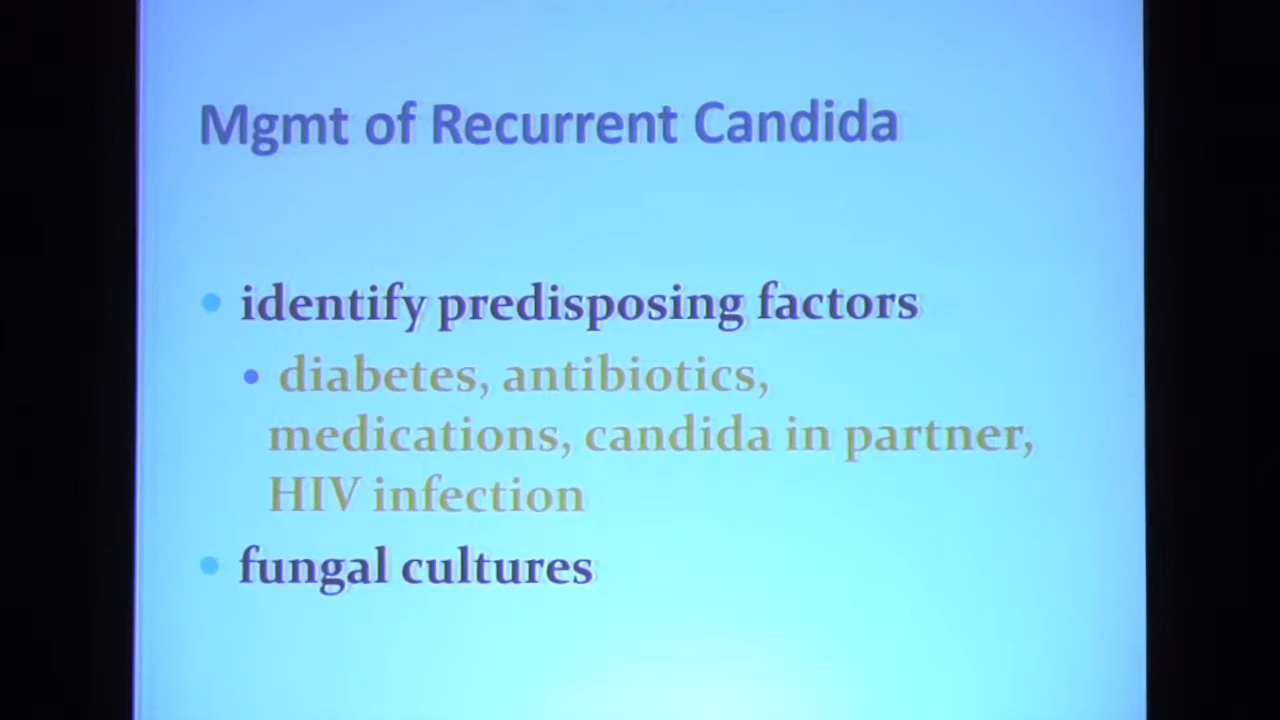 Mgmt of Recurrent Candida
• identify predisposing factors
• diabetes, antibiotics,
medications, candida in partner,
HIV infection
• fungal cultures